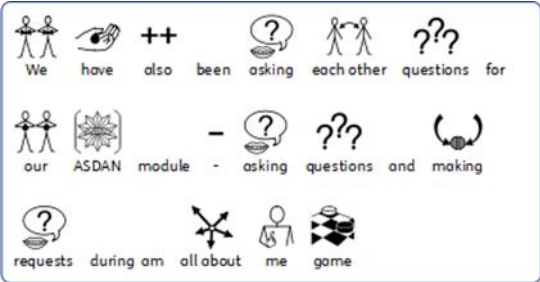 We have also been asking each other questions for
our ASDAN module - asking questions and making
requests during am all about me game